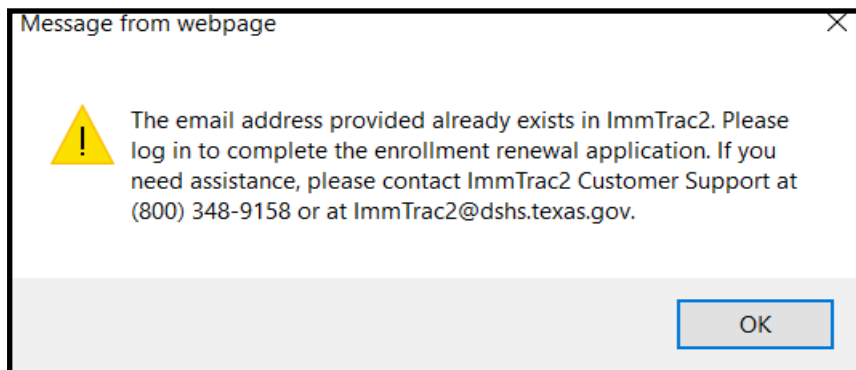 Message from webpage
The email address provided already exists in ImmTrac2. Please
log in to complete the enrollment renewal application. If you
need assistance, please contact ImmTrac2 Customer Support at
(800) 348-9158 or at ImmTrac2@dshs.texas.gov.
OK